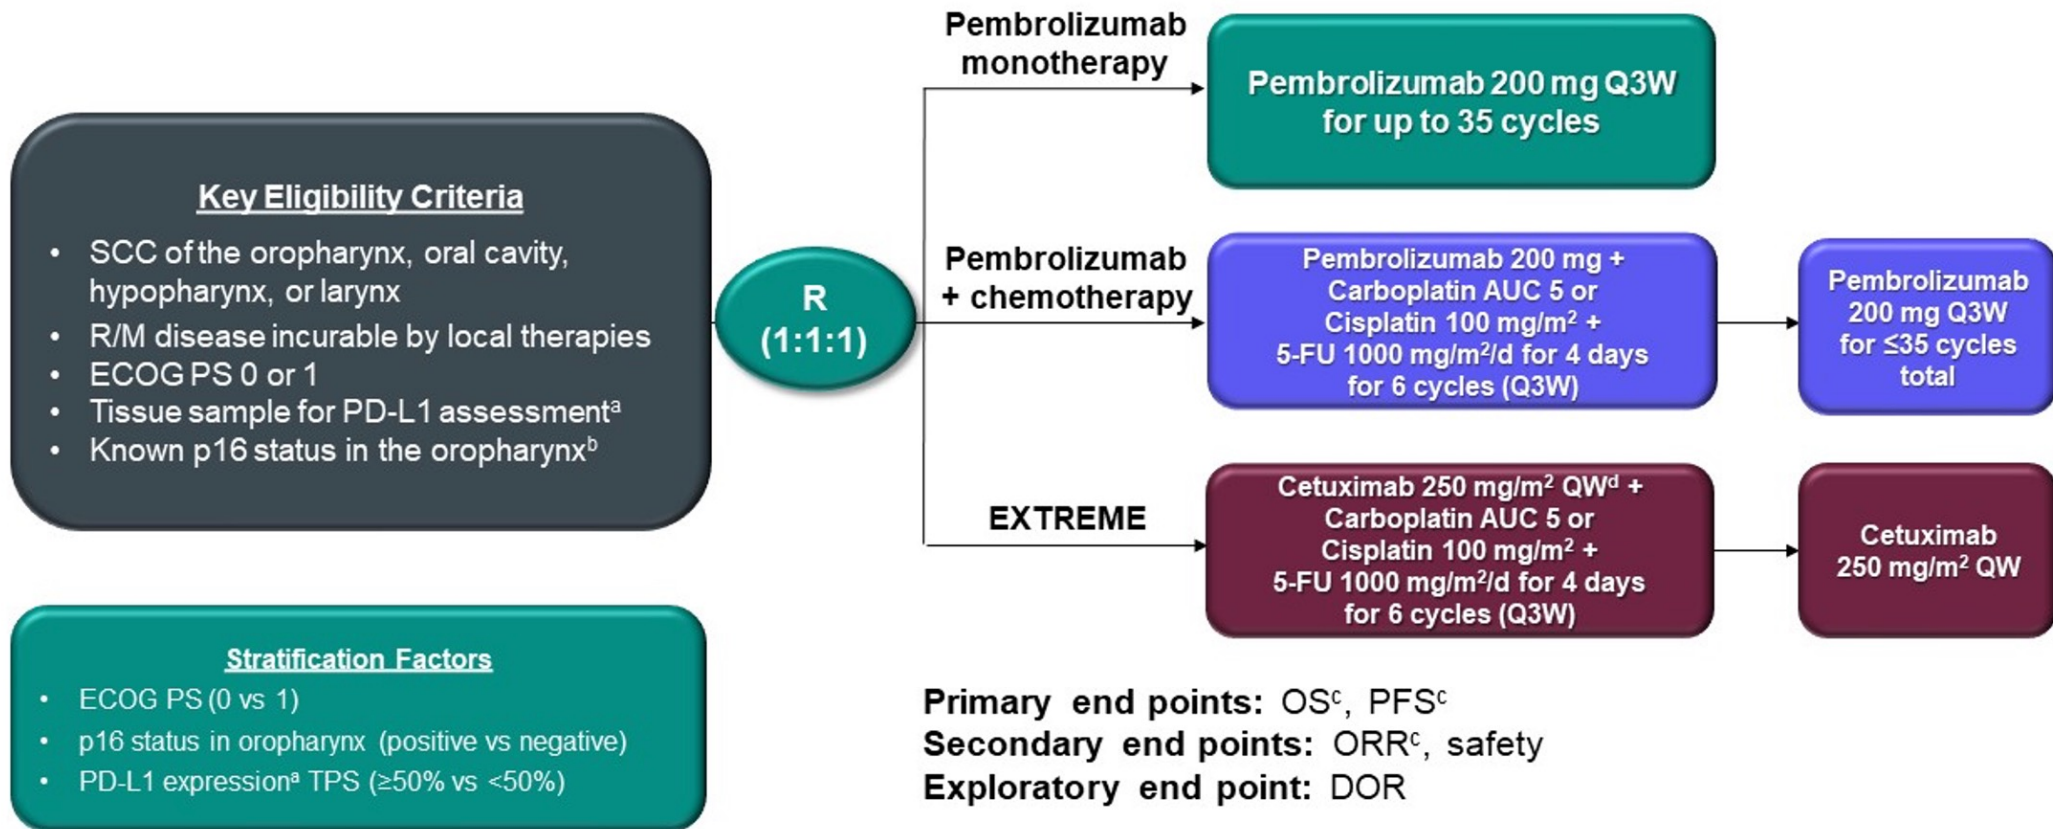 Key Eligibility Criteria
• SCC of the oropharynx, oral cavity,
hypopharynx, or larynx
• R/M disease incurable by local therapies
• ECOG PS 0 or 1
• Tissue sample for PD-L1 assessmentᵃ
• Known p16 status in the oropharynxᵇ
Stratification Factors
• ECOG PS (0 vs 1)
• p16 status in oropharynx (positive vs negative)
• PD-L1 expressionᵃ TPS (≥50% vs <50%)
R
(1:1:1)
Pembrolizumab
monotherapy
Pembrolizumab 200 mg Q3W
for up to 35 cycles
Pembrolizumab
+ chemotherapy
Pembrolizumab 200 mg +
Carboplatin AUC 5 or
Cisplatin 100 mg/m² +
5-FU 1000 mg/m²/d for 4 days
for 6 cycles (Q3W)
Pembrolizumab
200 mg Q3W
for ≤35 cycles
total
EXTREME
Cetuximab 250 mg/m² QWᵈ +
Carboplatin AUC 5 or
Cisplatin 100 mg/m² +
5-FU 1000 mg/m²/d for 4 days
for 6 cycles (Q3W)
Cetuximab
250 mg/m² QW
Primary end points: OSᶜ, PFSᶜ
Secondary end points: ORRᶜ, safety
Exploratory end point: DOR